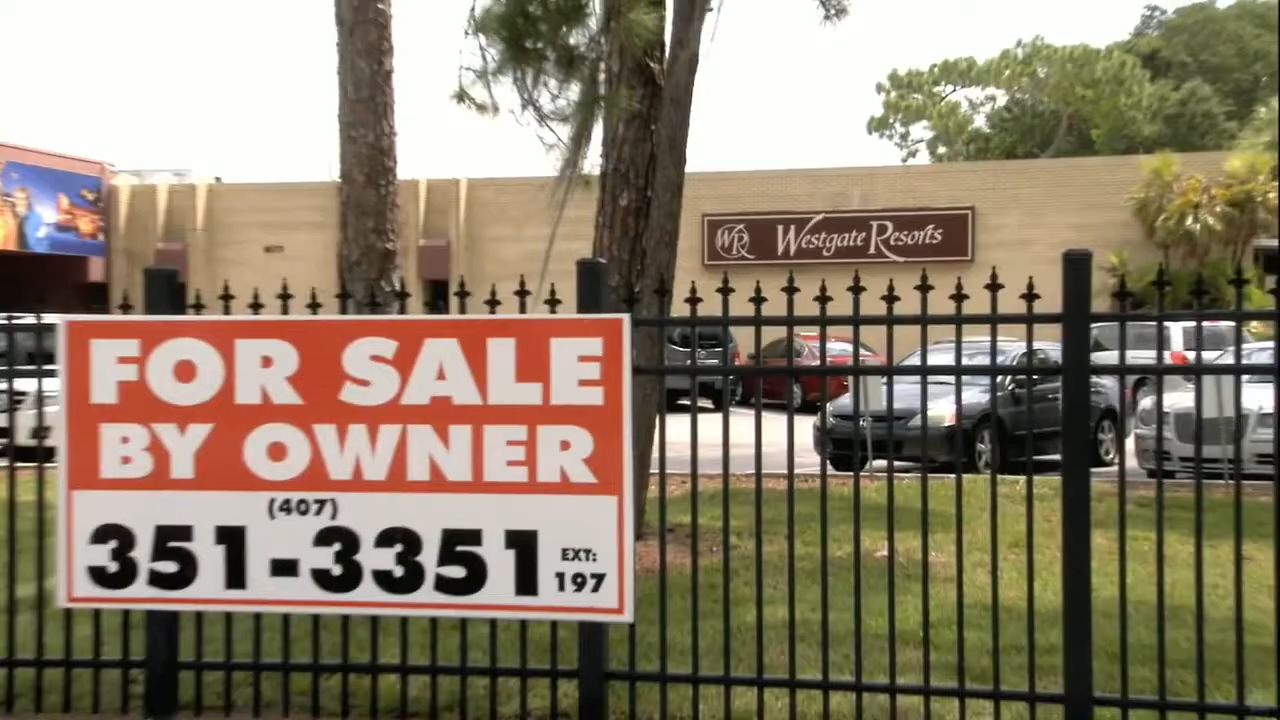 WR Westgate Resorts
FOR SALE
BY OWNER
(407)
351-3351 EXT:
197